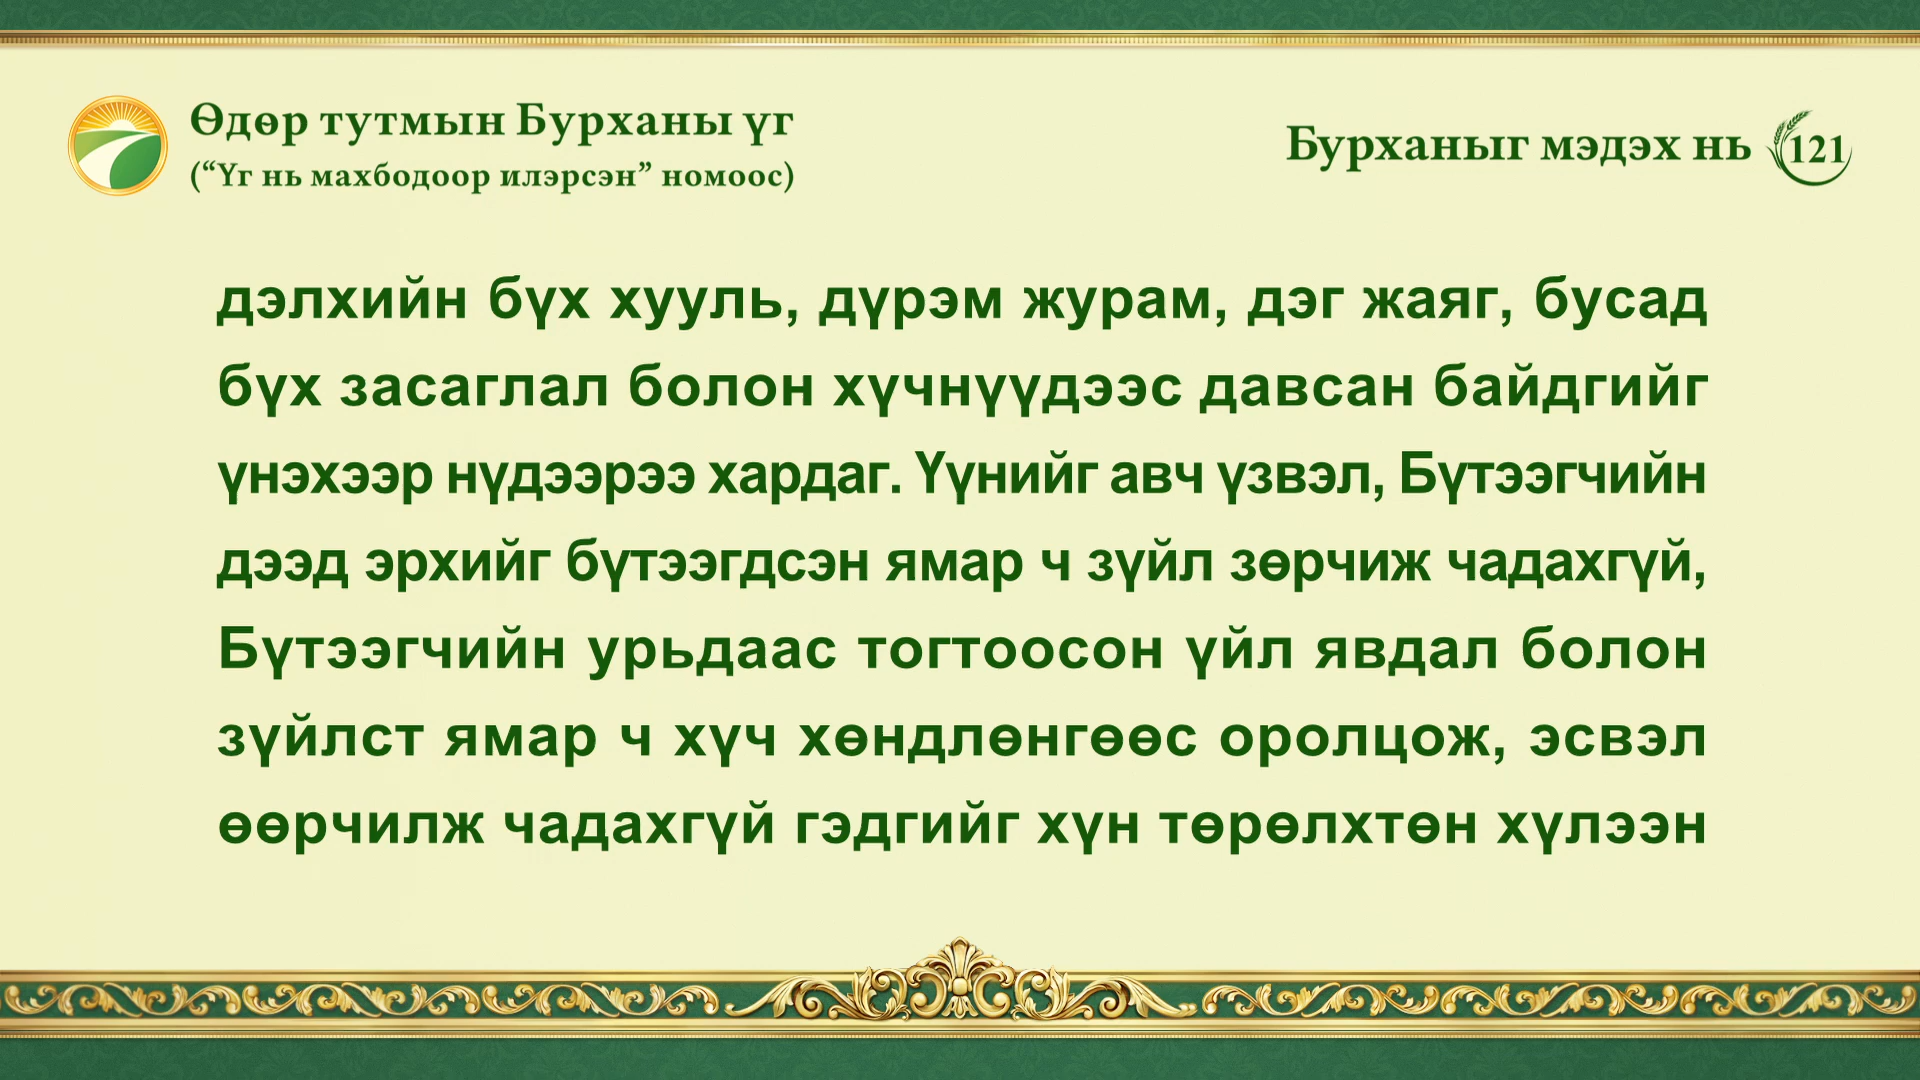 Өдөр тутмын Бурханы үг
(“Үг нь махбодоор илэрсэн” номоос)
Бурханыг мэдэх нь 121
дэлхийн бүх хууль, дүрэм журам, дэг жаяг, бусад
бүх засаглал болон хүчнүүдээс давсан байдгийг
үнэхээр нүдээрээ хардаг. Үүнийг авч үзвэл, Бүтээгчийн
дээд эрхийг бүтээгдсэн ямар ч зүйл зөрчиж чадахгүй,
Бүтээгчийн урьдаас тогтоосон үйл явдал болон
зүйлст ямар ч хүч хөндлөнгөөс оролцож, эсвэл
өөрчилж чадахгүй гэдгийг хүн төрөлхтөн хүлээн